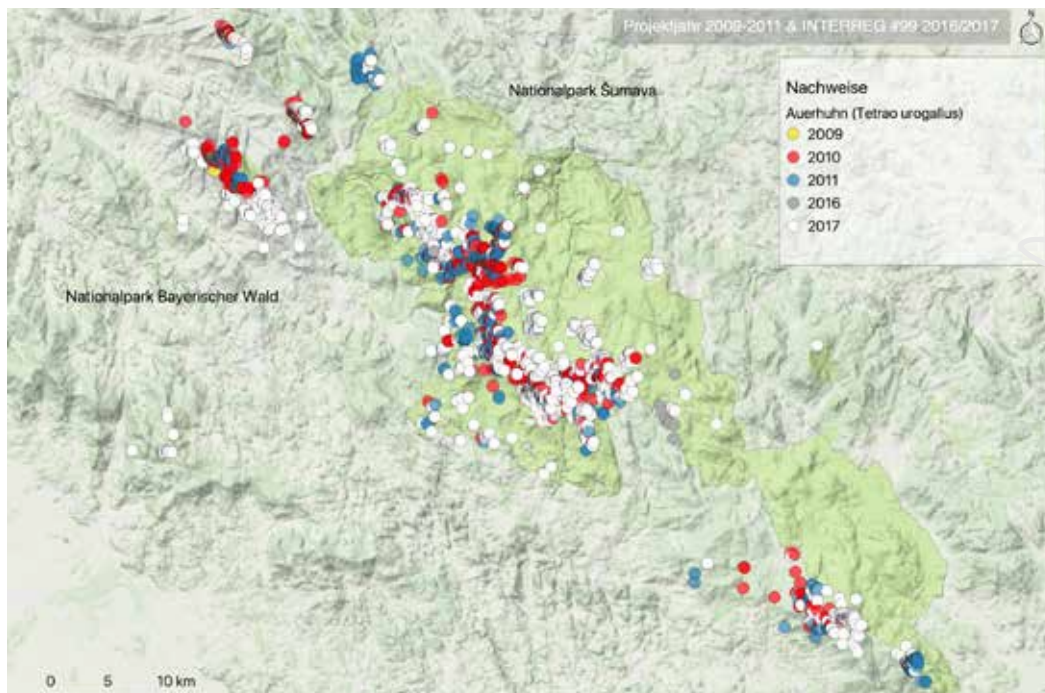 Projektjahr 2009-2011 & INTERREG #99 2016/2017
N
Nationalpark Šumava
Nachweise
Auerhuhn (Tetrao urogallus)
2009
2010
2011
2016
2017
Nationalpark Bayerischer Wald
0 5 10 km